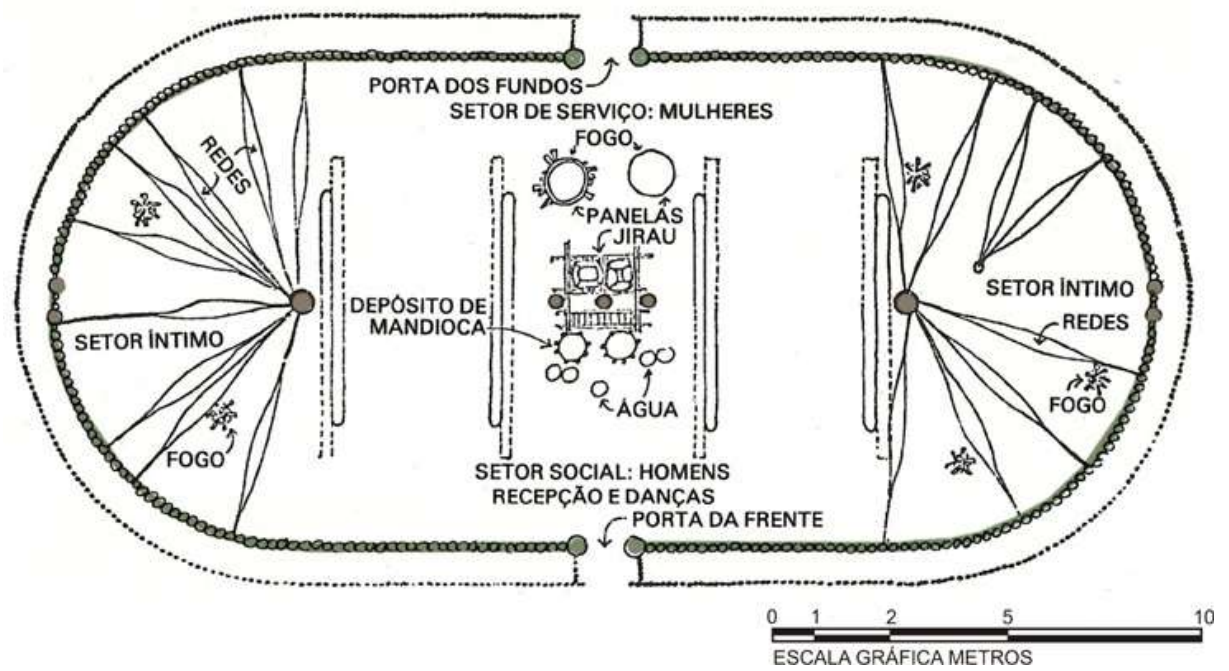 PORTA DOS FUNDOS
SETOR DE SERVIÇO: MULHERES
FOGO
REDES
PANELAS
JIRAU
DEPÓSITO DE
MANDIOCA
SETOR ÍNTIMO
SETOR ÍNTIMO
REDES
FOGO
FOGO
ÁGUA
SETOR SOCIAL: HOMENS
RECEPÇÃO E DANÇAS
PORTA DA FRENTE
0 1 2 5 10
ESCALA GRÁFICA METROS